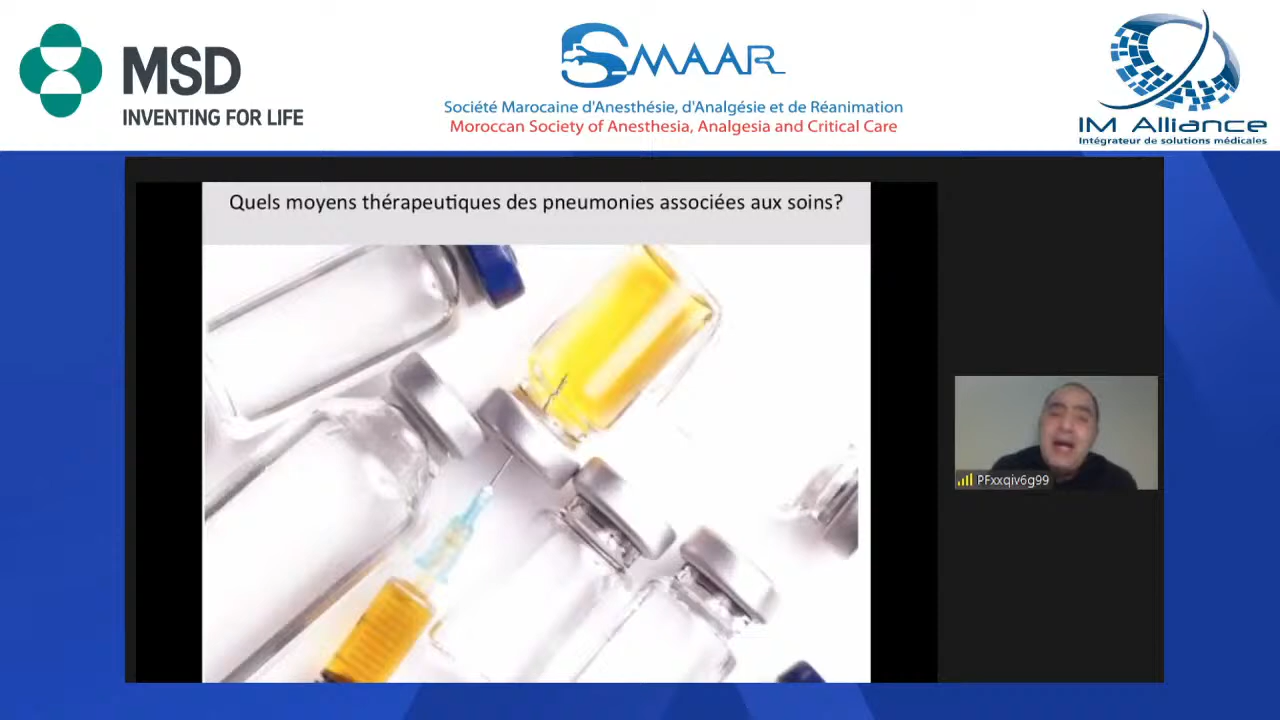 MSD
INVENTING FOR LIFE
SMAAR
Société Marocaine d'Anesthésie, d'Analgésie et de Réanimation
Moroccan Society of Anesthesia, Analgesia and Critical Care
IM Alliance
Intégrateur de solutions médicales
Quels moyens thérapeutiques des pneumonies associées aux soins?
PFxxqiv6g99